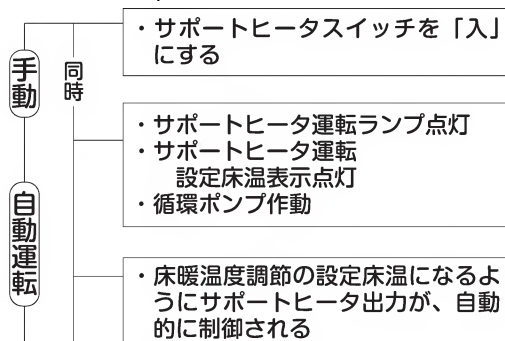 ・サポートヒータスイッチを「入」
にする
手動
同時
・サポートヒータ運転ランプ点灯
・サポートヒータ運転
設定床温表示点灯
・循環ポンプ作動
自動運転
・床暖温度調節の設定床温になるよ
うにサポートヒータ出力が、自動
的に制御される